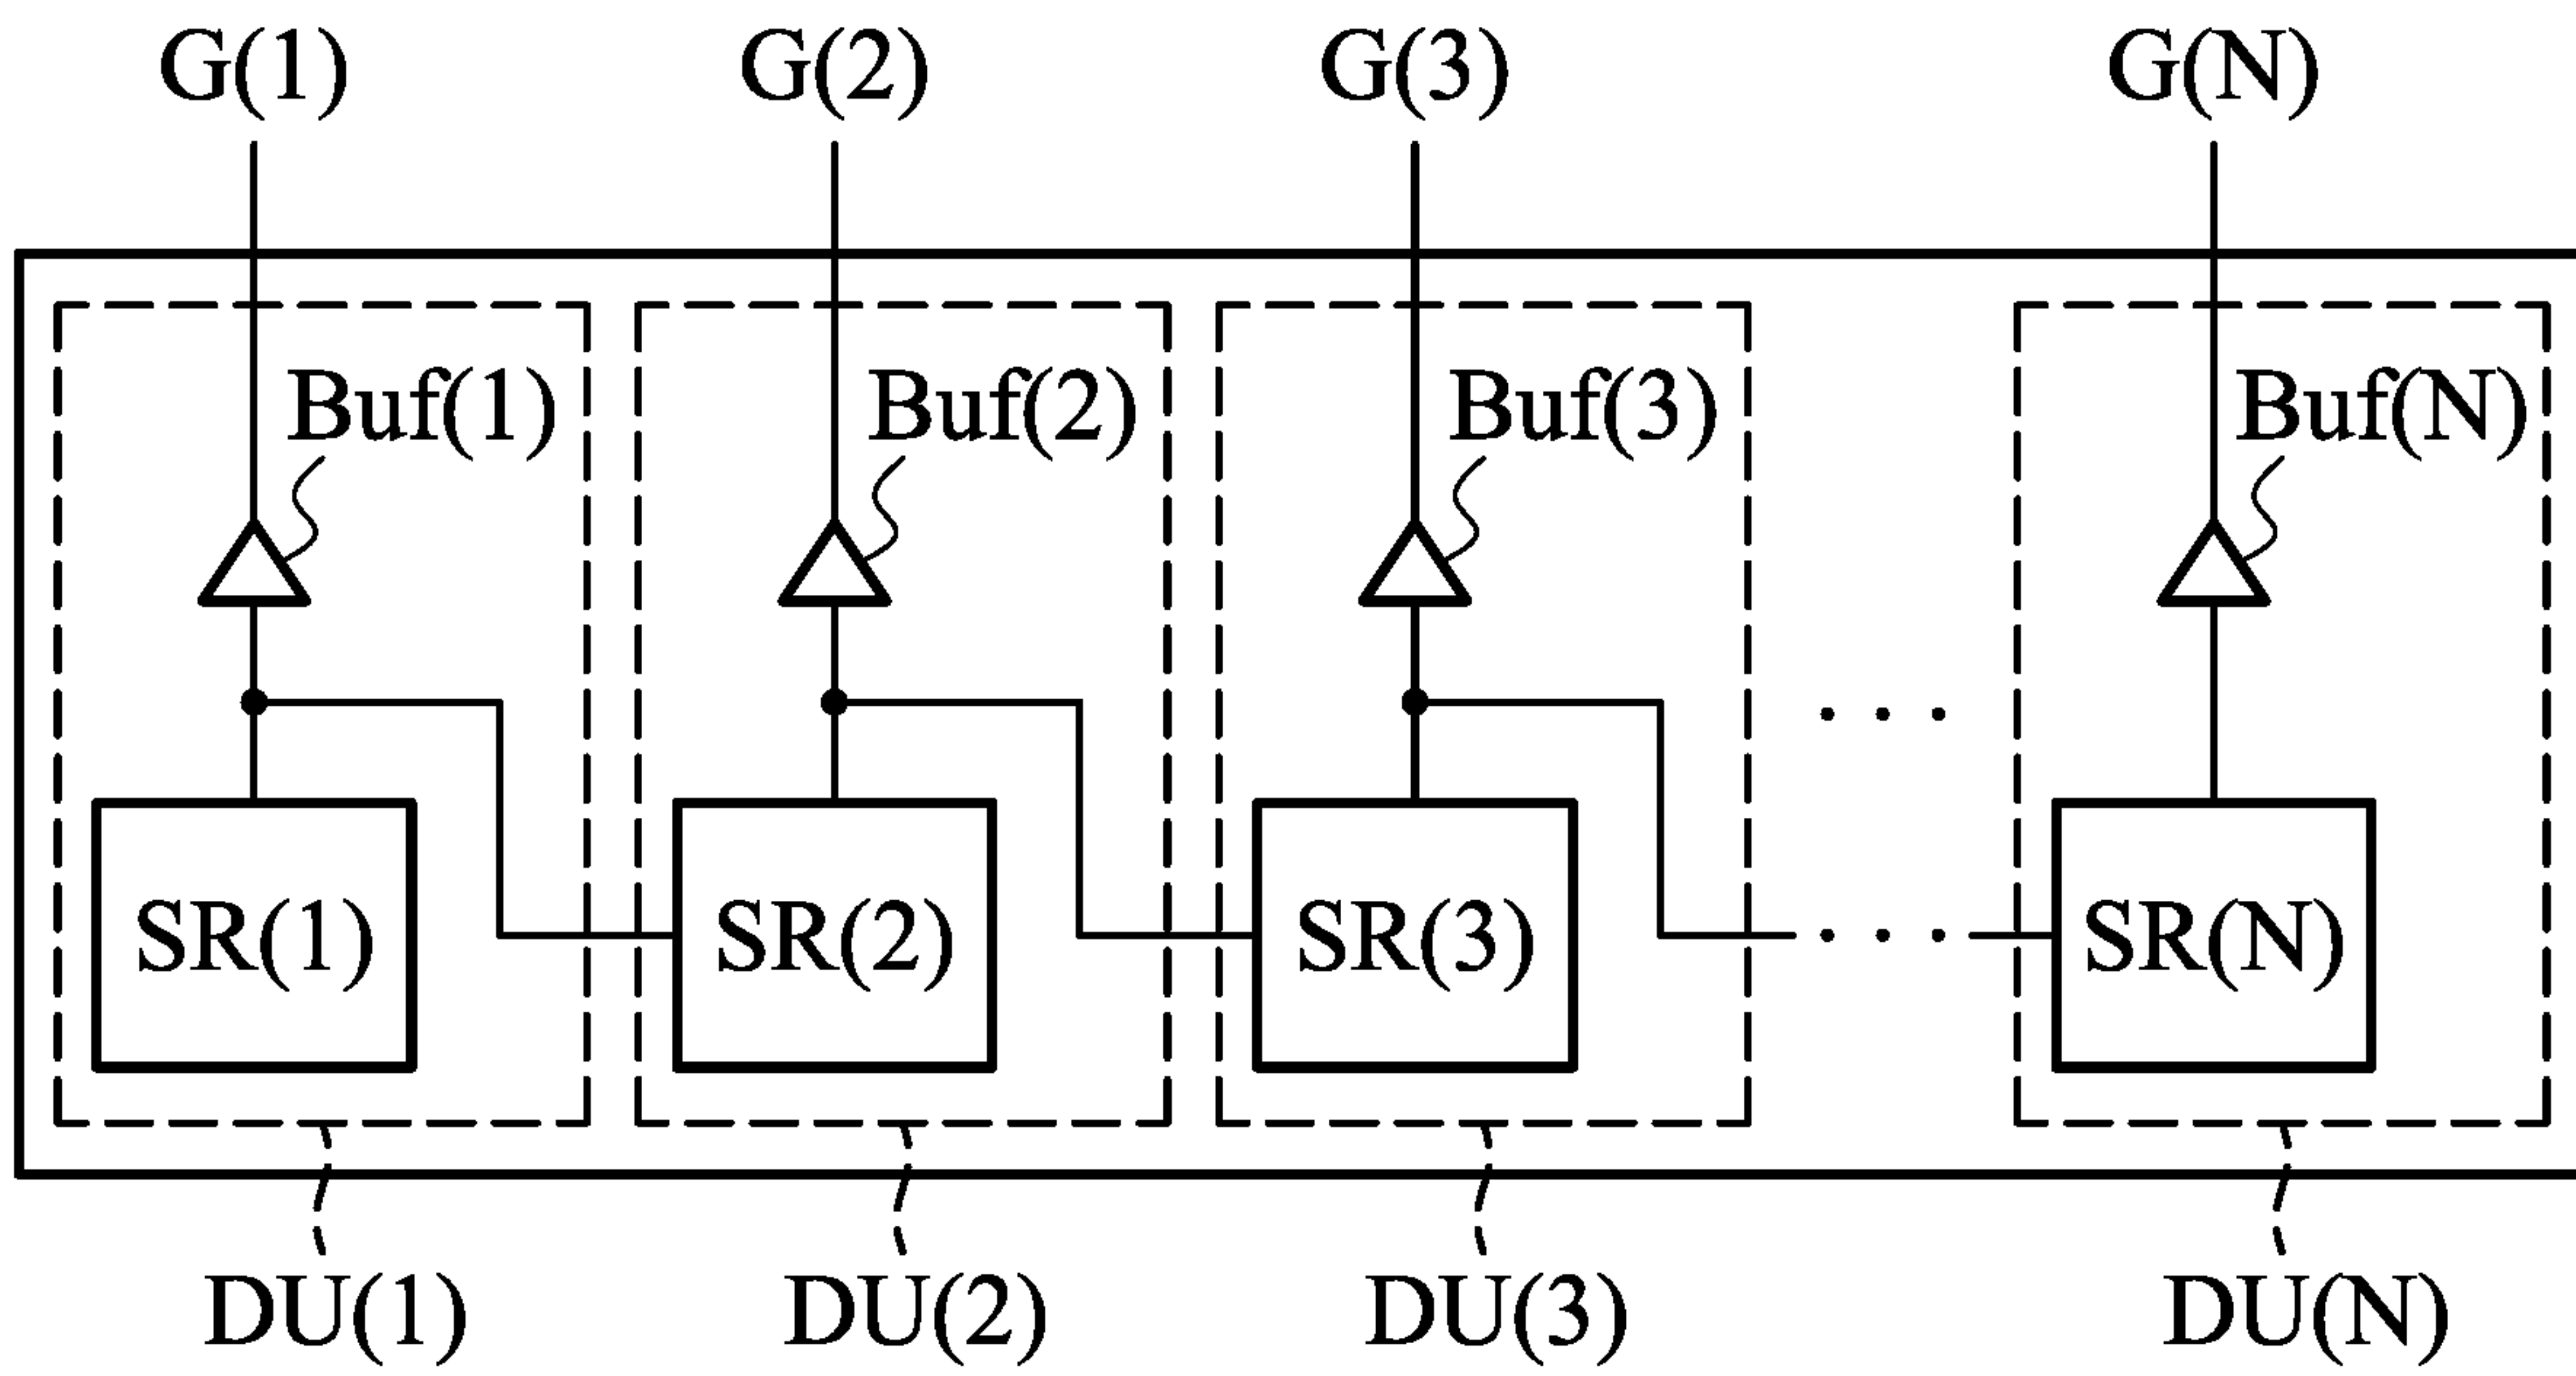 G(1) G(2) G(3) G(N)
Buf(1) Buf(2) Buf(3) Buf(N)
SR(1) SR(2) SR(3) SR(N)
DU(1) DU(2) DU(3) DU(N)